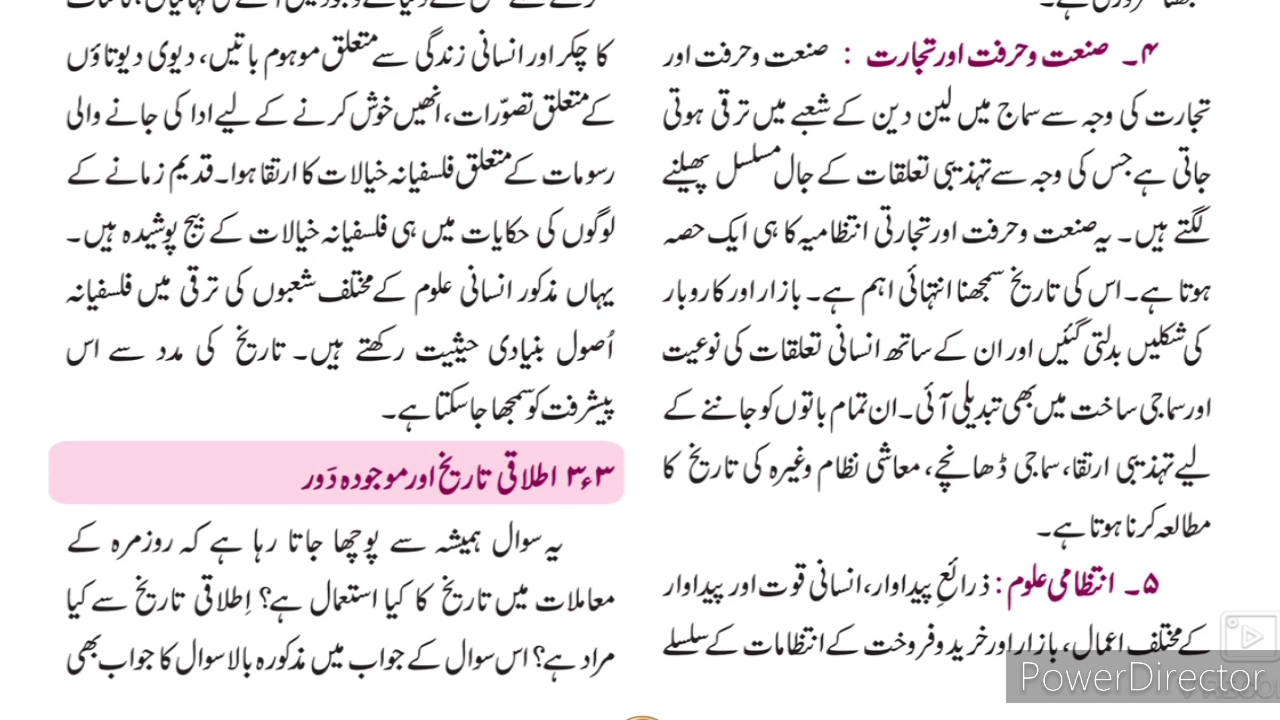 سمجھنا ضروری ہے۔
۴۔ صنعت و حرفت اور تجارت : صنعت و حرفت اور
تجارت کی وجہ سے سماج میں لین دین کے شعبے میں ترقی ہوتی
جاتی ہے جس کی وجہ سے تہذیبی تعلقات کے جال مسلسل پھیلنے
لگتے ہیں۔ یہ صنعت و حرفت اور تجارتی انتظامیہ کا ہی ایک حصہ
ہوتا ہے۔ اس کی تاریخ سمجھنا انتہائی اہم ہے۔ بازار اور کاروبار
کی شکلیں بدلتی گئیں اور ان کے ساتھ انسانی تعلقات کی نوعیت
اور سماجی ساخت میں بھی تبدیلی آئی۔ ان تمام باتوں کو جاننے کے
لیے تہذیبی ارتقا، سماجی ڈھانچے، معاشی نظام وغیرہ کی تاریخ کا
مطالعہ کرنا ہوتا ہے۔
۵۔ انتظامی علوم : ذرائعِ پیداوار، انسانی قوت اور پیداوار
کے مختلف اعمال، بازار اور خرید و فروخت کے انتظامات کے سلسلے
کا چکر اور انسانی زندگی سے متعلق موہوم باتیں، دیوی دیوتاؤں
کے متعلق تصوّرات، انھیں خوش کرنے کے لیے ادا کی جانے والی
رسومات کے متعلق فلسفیانہ خیالات کا ارتقا ہوا۔ قدیم زمانے کے
لوگوں کی حکایات میں ہی فلسفیانہ خیالات کے بیج پوشیدہ ہیں۔
یہاں مذکور انسانی علوم کے مختلف شعبوں کی ترقی میں فلسفیانہ
اُصول بنیادی حیثیت رکھتے ہیں۔ تاریخ کی مدد سے اس
پیشرفت کو سمجھا جا سکتا ہے۔
۳ء۳ اطلاقی تاریخ اور موجودہ دَور
یہ سوال ہمیشہ سے پوچھا جاتا رہا ہے کہ روزمرہ کے
معاملات میں تاریخ کا کیا استعمال ہے؟ اِطلاقی تاریخ سے کیا
مراد ہے؟ اس سوال کے جواب میں مذکورہ بالا سوال کا جواب بھی
PowerDirector